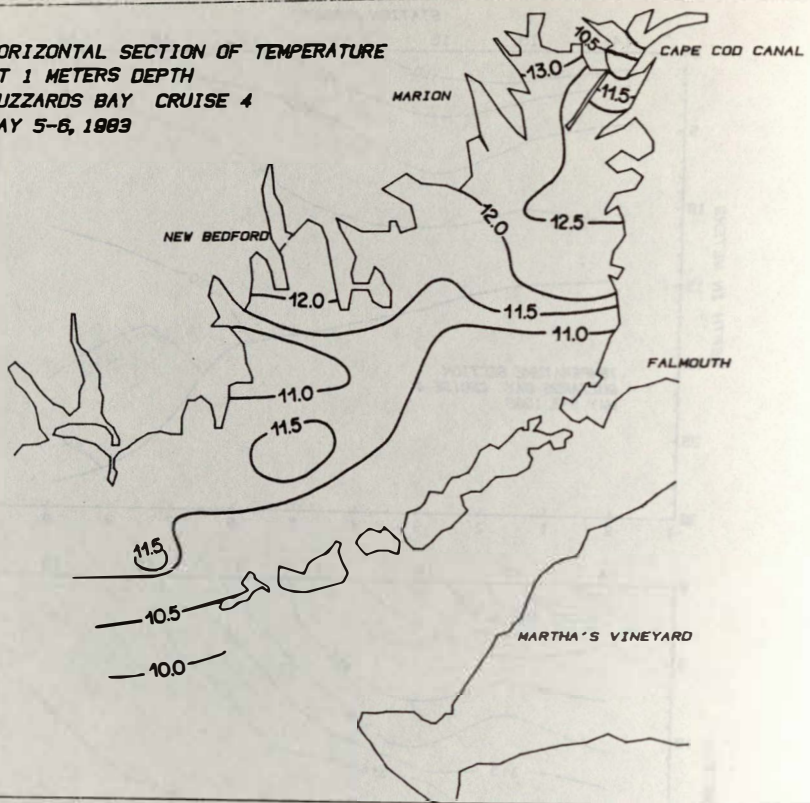 ORIZONTAL SECTION OF TEMPERATURE
T 1 METERS DEPTH
UZZARDS BAY CRUISE 4
AY 5-6, 1983
10.5
CAPE COD CANAL
13.0
MARION
11.5
12.0
12.5
NEW BEDFORD
12.0
11.5
11.0
FALMOUTH
11.0
11.5
11.5
10.5
MARTHA'S VINEYARD
10.0